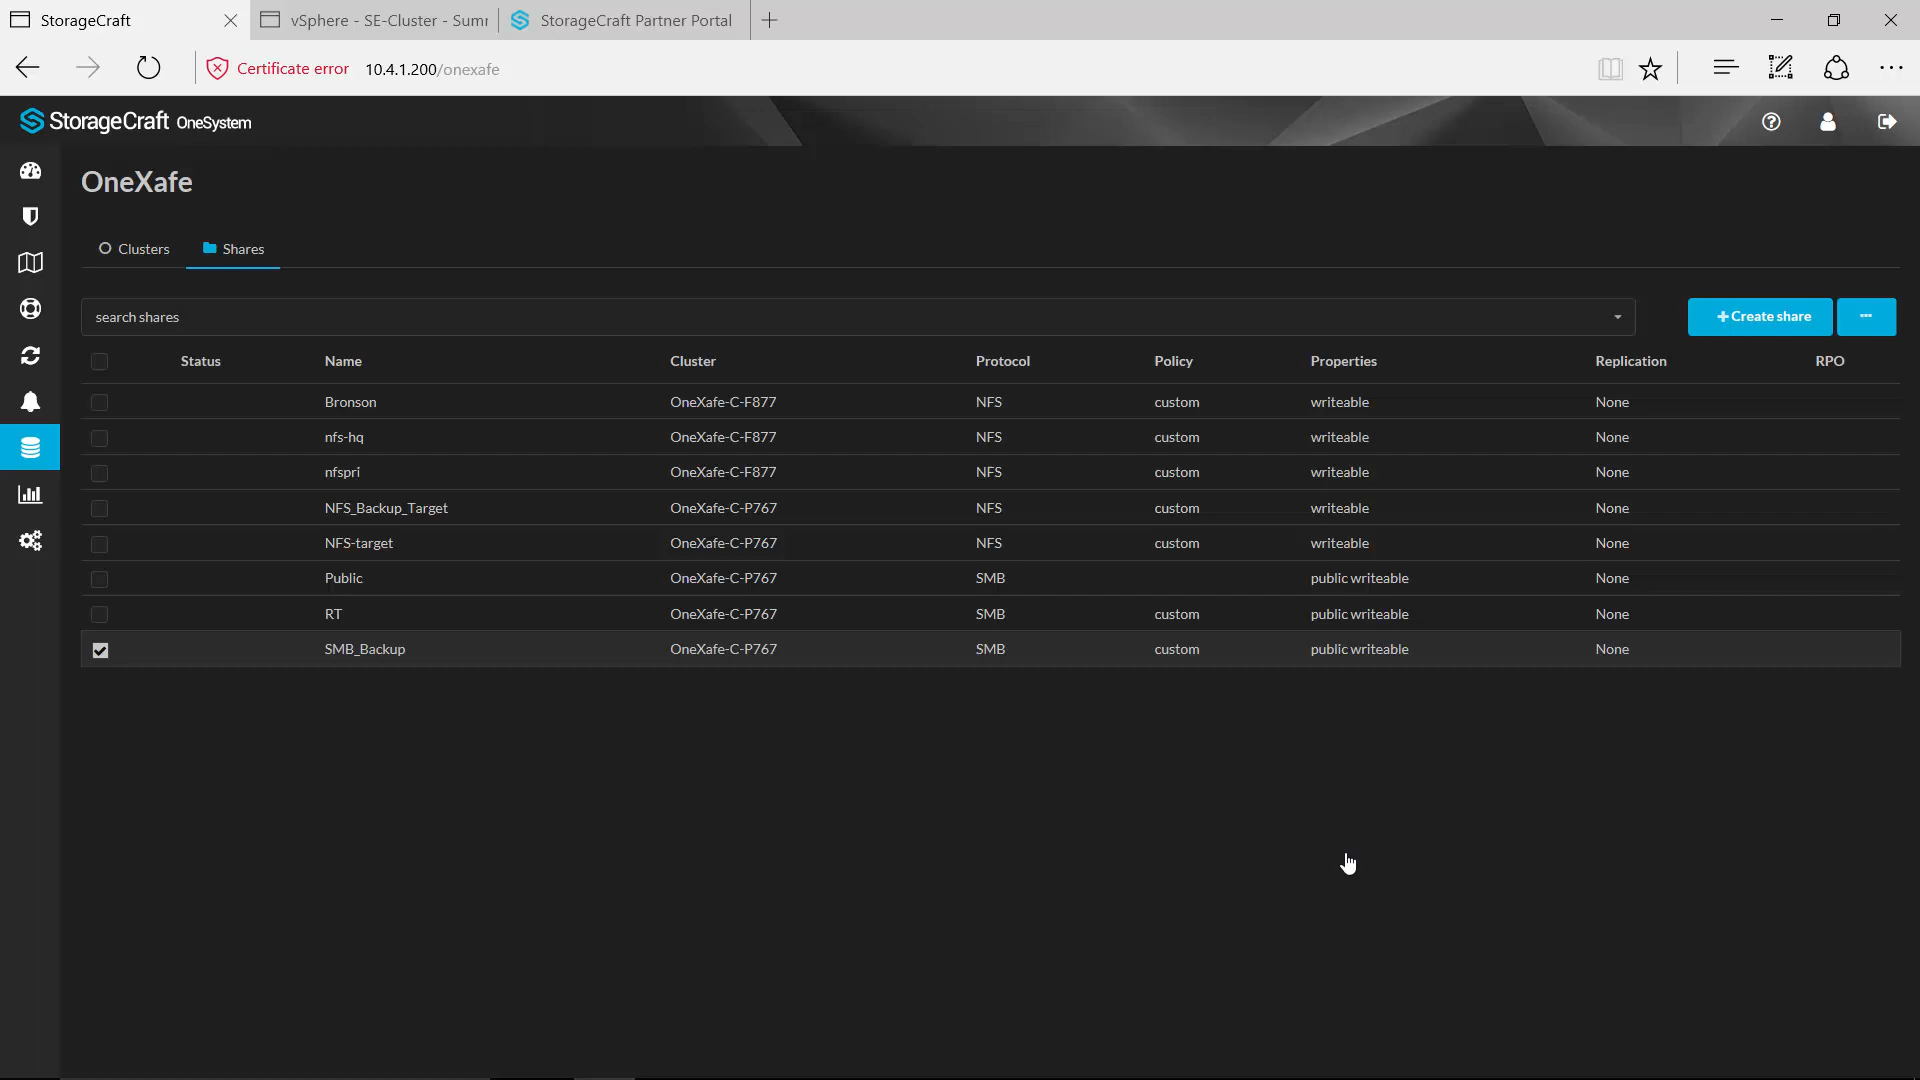 StorageCraft
vSphere - SE-Cluster - Sumr
StorageCraft Partner Portal
Certificate error 10.4.1.200/onexafe
StorageCraft OneSystem
OneXafe
Clusters Shares
search shares
+Create share ...
Status Name Cluster Protocol Policy Properties Replication RPO
Bronson OneXafe-C-F877 NFS custom writeable None
nfs-hq OneXafe-C-F877 NFS custom writeable None
nfspri OneXafe-C-F877 NFS custom writeable None
NFS_Backup_Target OneXafe-C-P767 NFS custom writeable None
NFS-target OneXafe-C-P767 NFS custom writeable None
Public OneXafe-C-P767 SMB public writeable None
RT OneXafe-C-P767 SMB custom public writeable None
SMB_Backup OneXafe-C-P767 SMB custom public writeable None